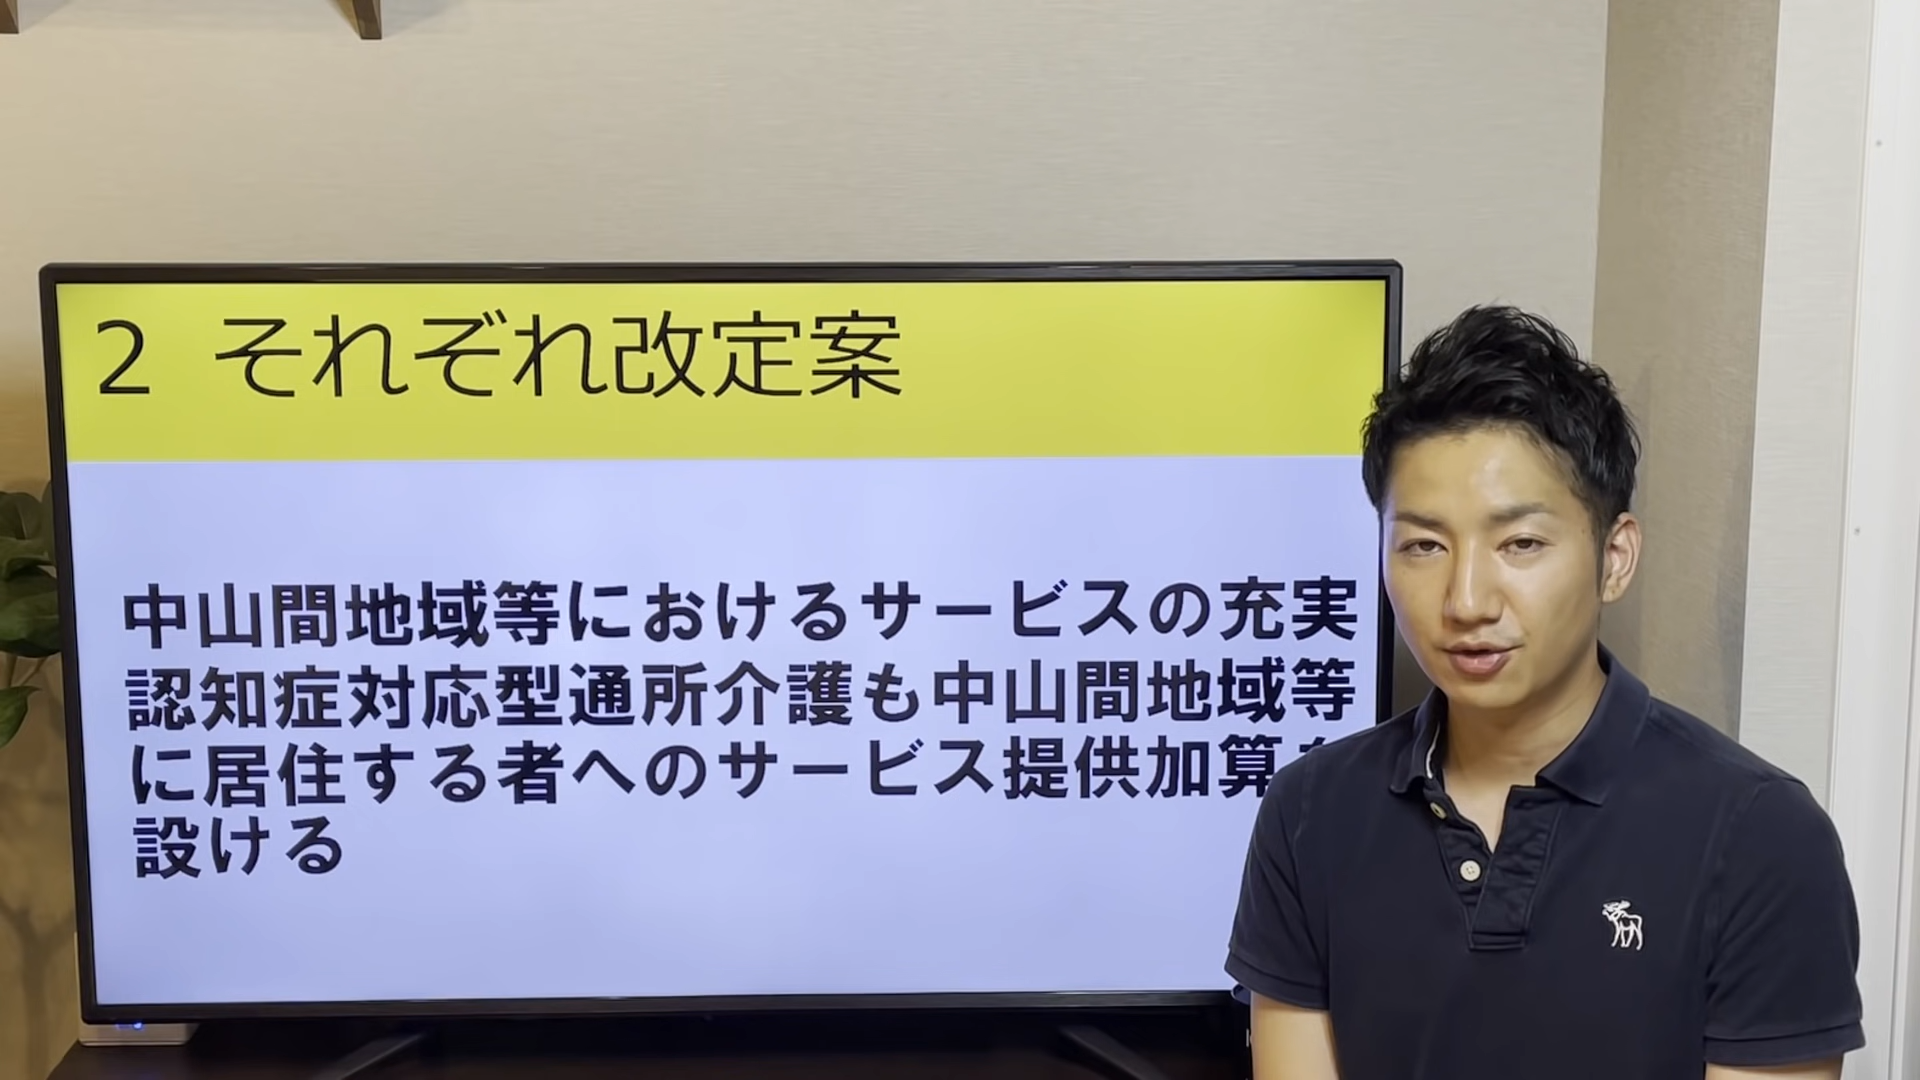 2 それぞれ改定案
中山間地域等におけるサービスの充実
認知症対応型通所介護も中山間地域等
に居住する者へのサービス提供加算
設ける